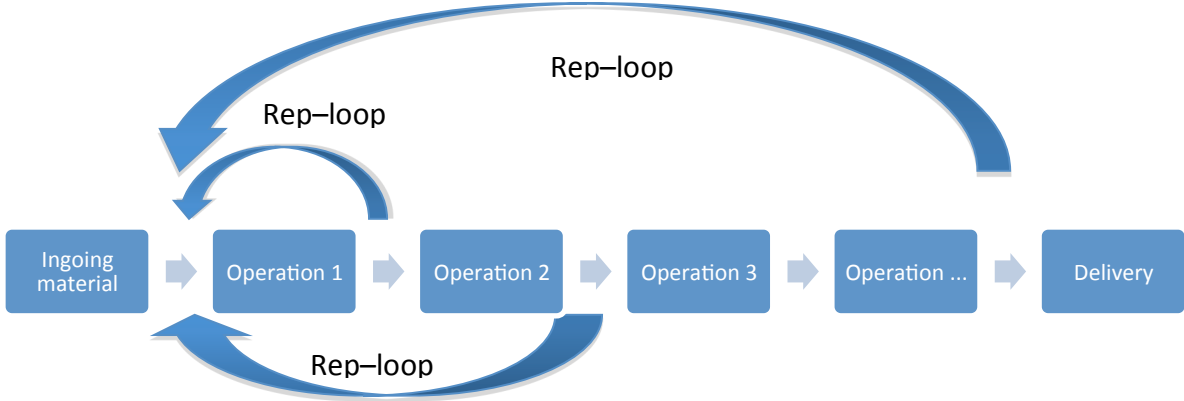 Rep–loop
Rep–loop
Ingoing
material
Operation 1
Operation 2
Operation 3
Operation ...
Delivery
Rep–loop